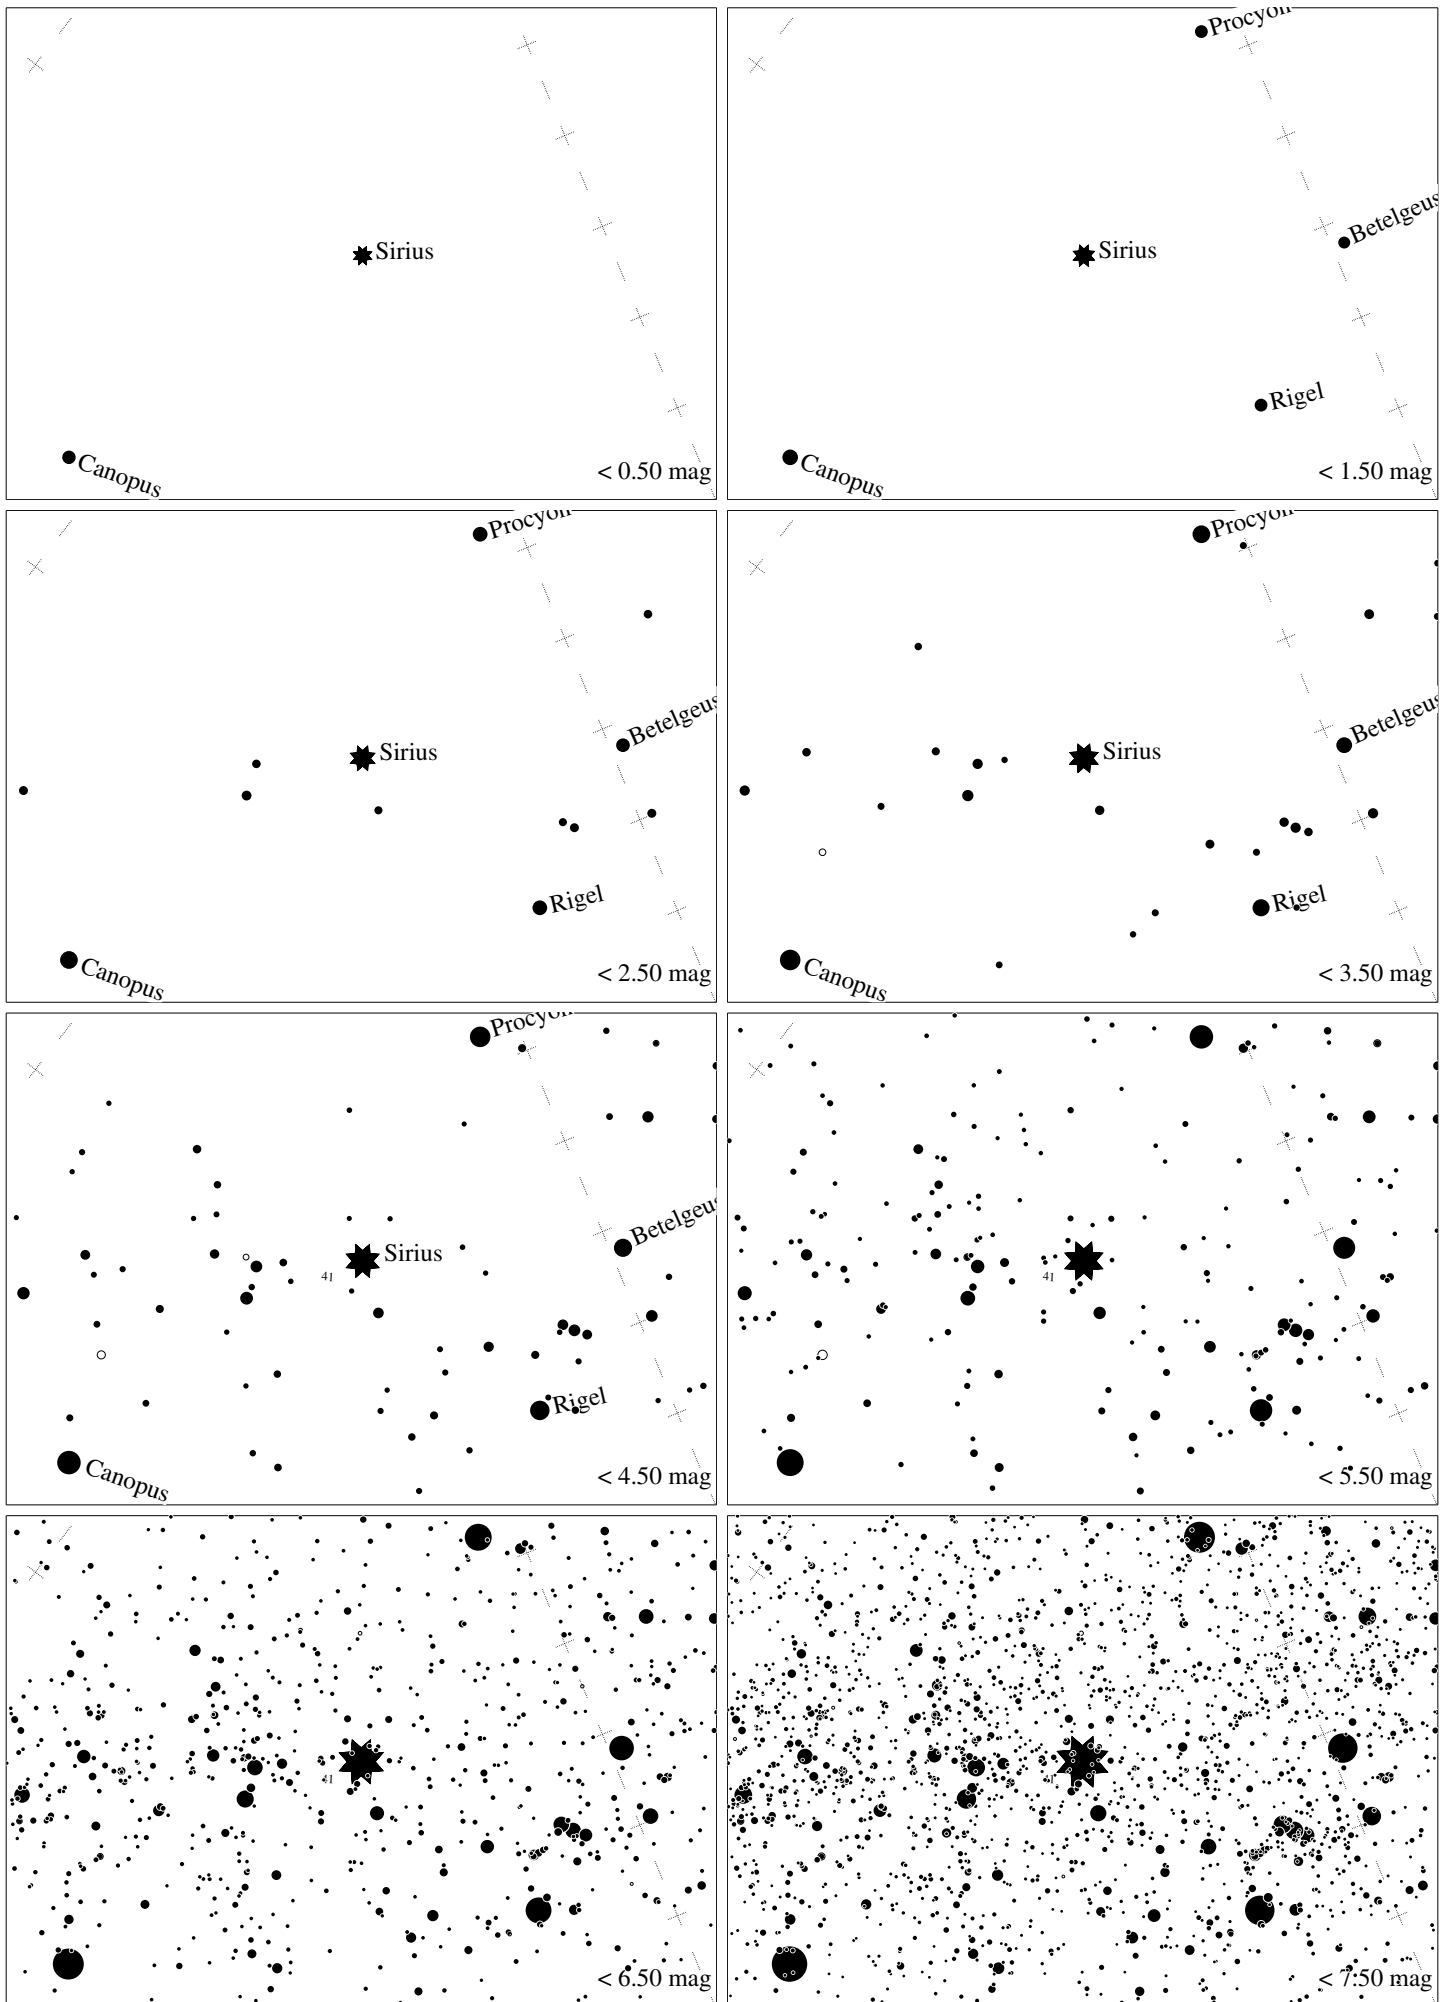 Sirius
Canopus
< 0.50 mag
Procyon
Betelgeus
Sirius
Rigel
Canopus
< 1.50 mag
Procyon
Betelgeus
Sirius
Rigel
Canopus
< 2.50 mag
Procyon
Betelgeus
Sirius
Rigel
Canopus
< 3.50 mag
Procyon
Betelgeus
Sirius
41
Rigel
Canopus
< 4.50 mag
41
< 5.50 mag
41
< 6.50 mag
< 7.50 mag